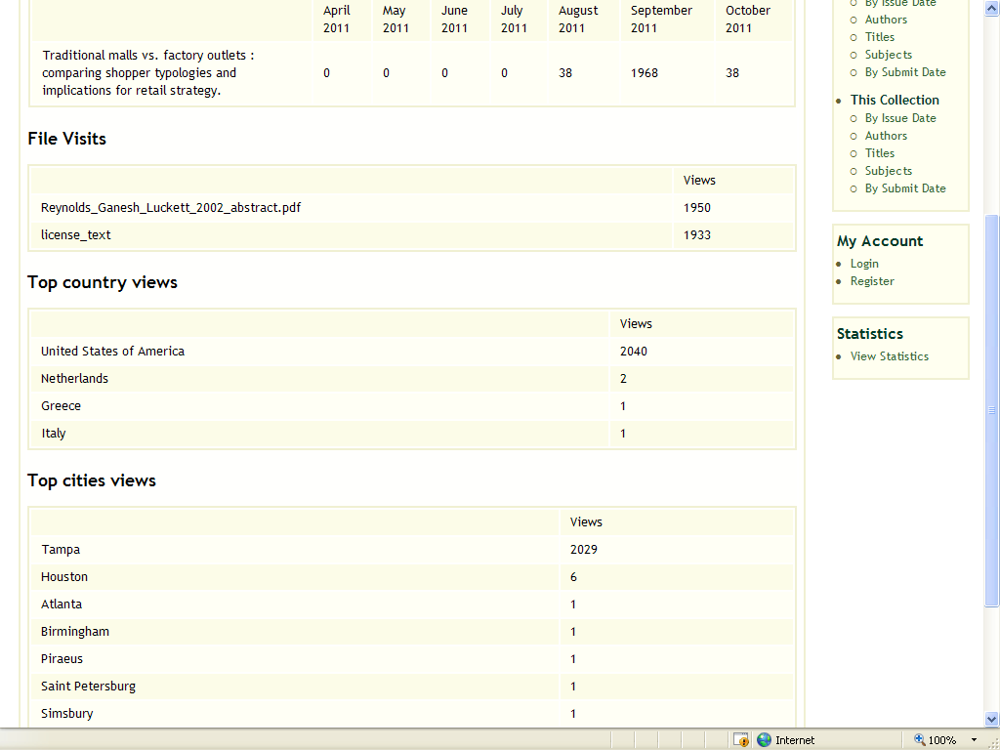 April May June July August September October
2011 2011 2011 2011 2011 2011 2011
Traditional malls vs. factory outlets :
comparing shopper typologies and
implications for retail strategy.
0 0 0 0 38 1968 38
File Visits
Views
Reynolds_Ganesh_Luckett_2002_abstract.pdf 1950
license_text 1933
Top country views
Views
United States of America 2040
Netherlands 2
Greece 1
Italy 1
Top cities views
Views
Tampa 2029
Houston 6
Atlanta 1
Birmingham 1
Piraeus 1
Saint Petersburg 1
Simsbury 1
By Issue Date
Authors
Titles
Subjects
By Submit Date
This Collection
By Issue Date
Authors
Titles
Subjects
By Submit Date
My Account
Login
Register
Statistics
View Statistics
Internet 100%